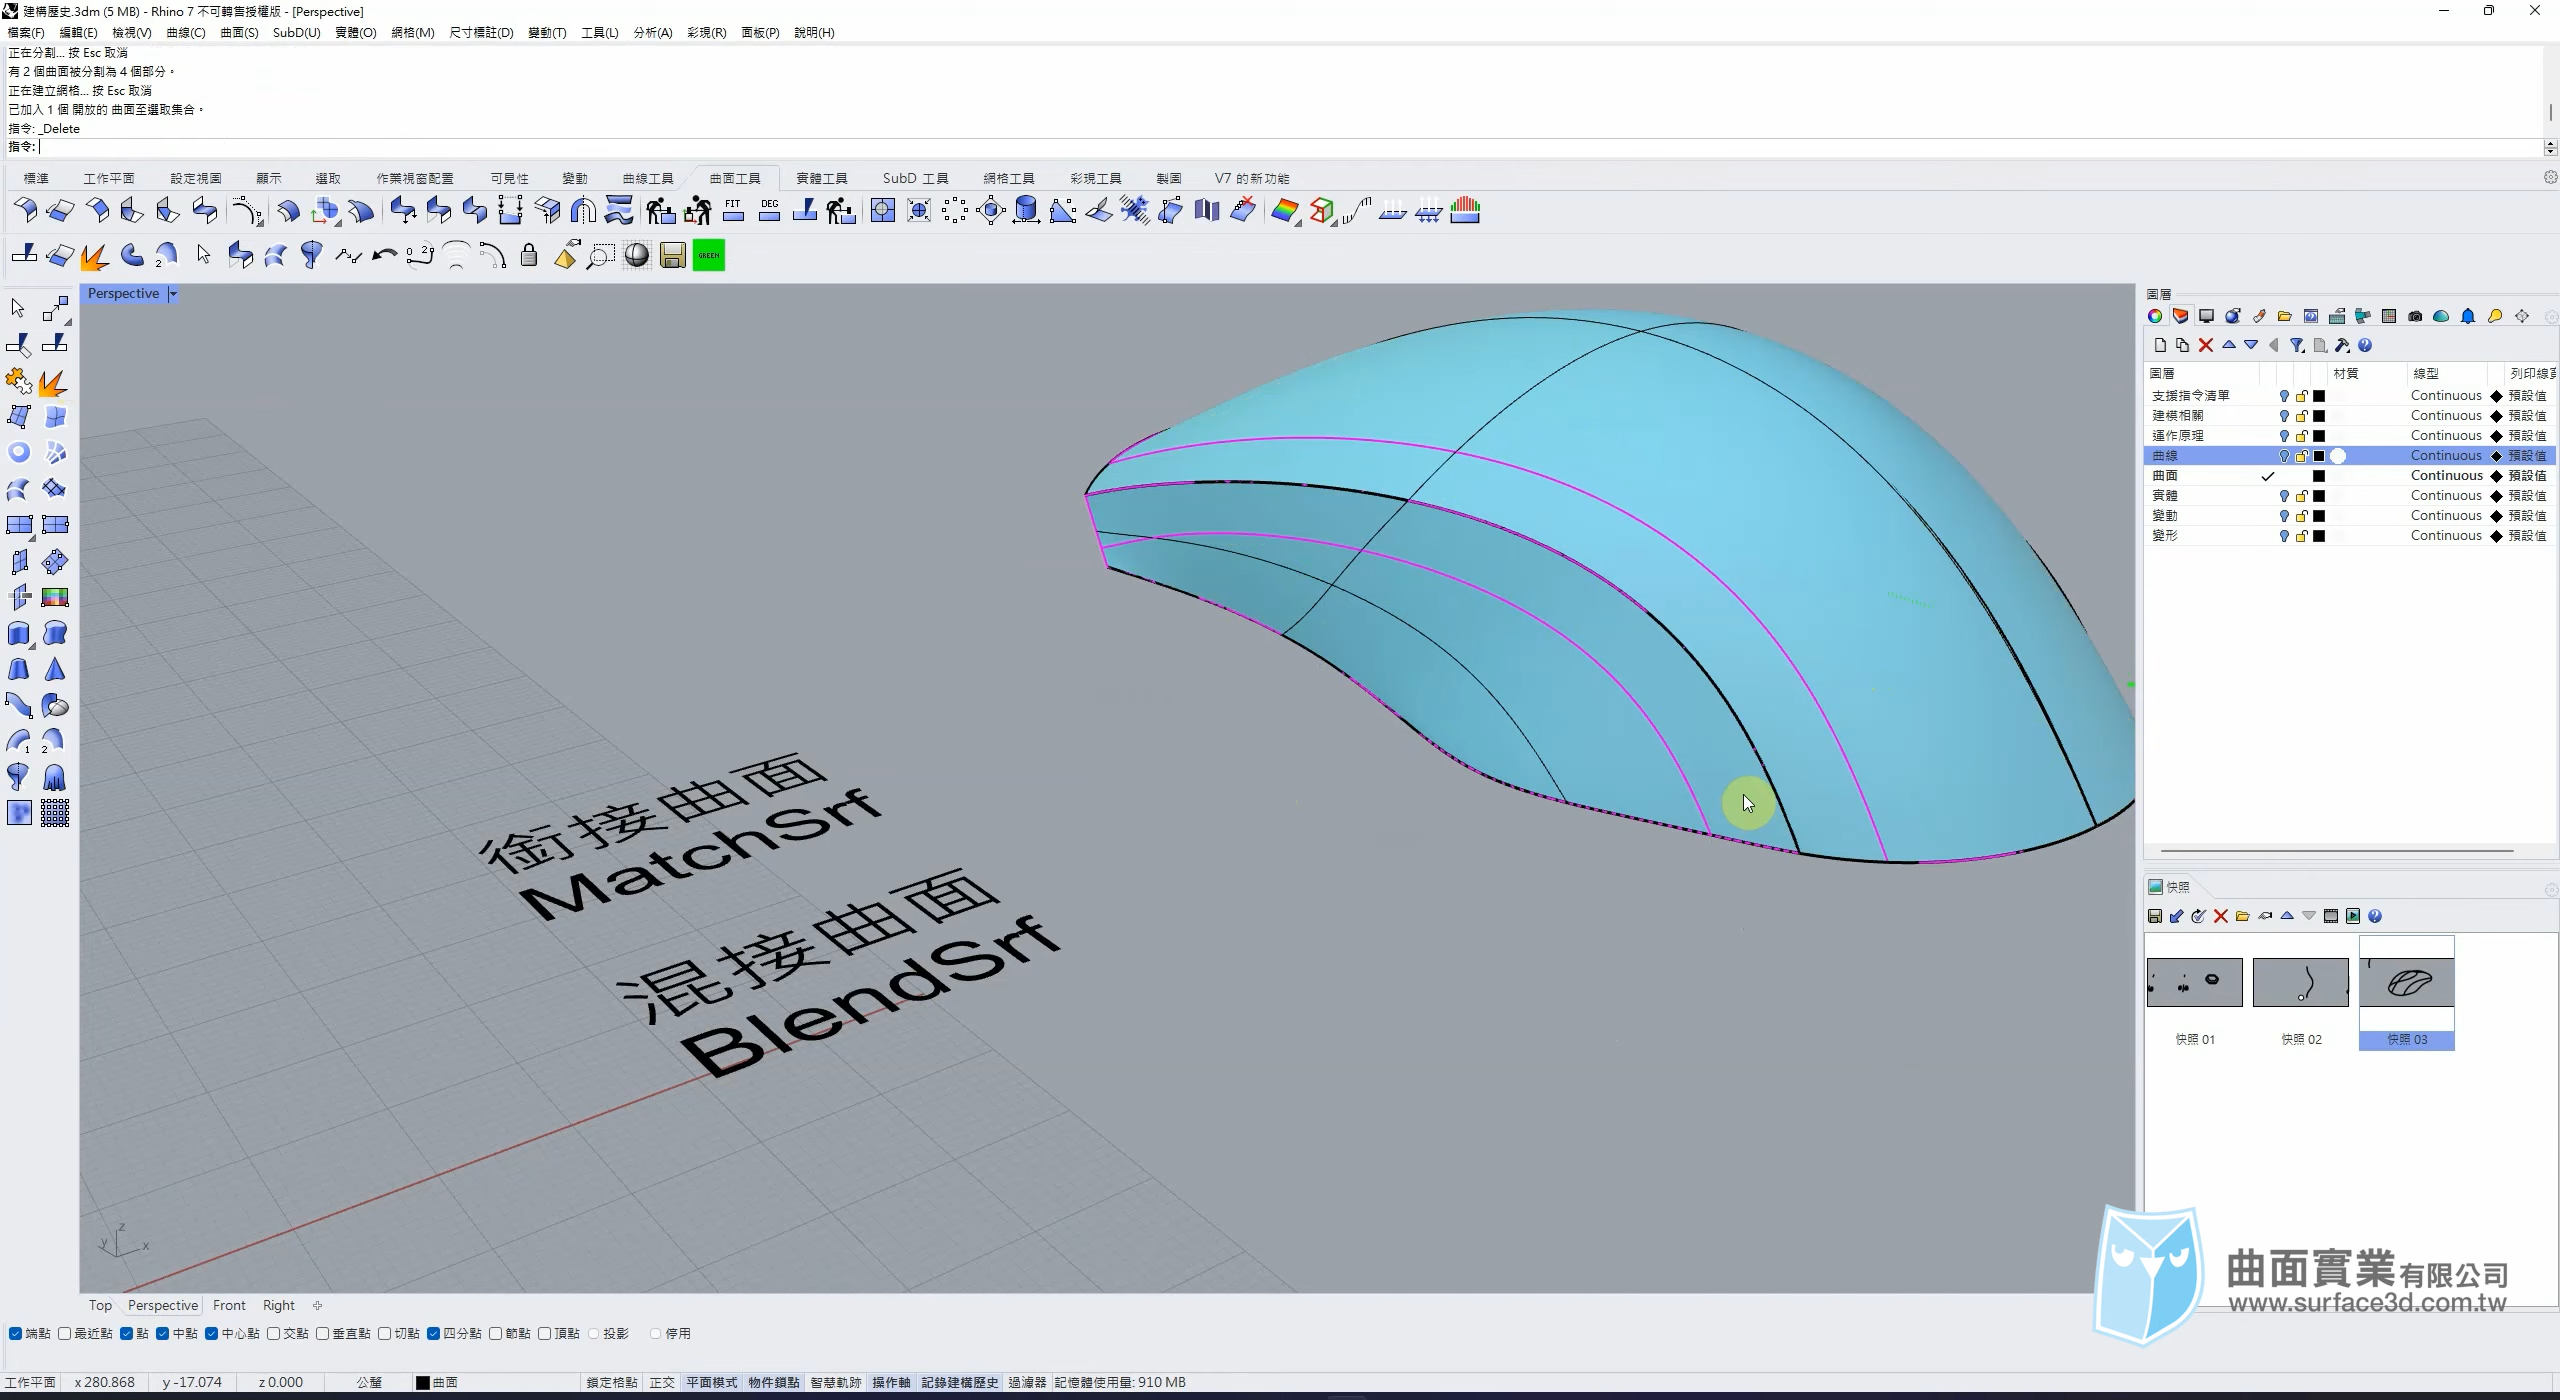 建構歷史.3dm (5 MB) - Rhino 7 不可轉售授權版 - [Perspective]
檔案(F) 編輯(E) 檢視(V) 曲線(C) 曲面(S) SubD(U) 實體(O) 網格(M) 尺寸標註(D) 變動(T) 工具(L) 分析(A) 彩現(R) 面板(P) 說明(H)
正在分割... 按 Esc 取消
有 2 個曲面被分割為 4 個部分。
正在建立網格... 按 Esc 取消
已加入 1 個 開放的 曲面至選取集合。
指令: _Delete
指令:
標準 工作平面 設定視圖 顯示 選取 作業視窗配置 可見性 變動 曲線工具 曲面工具 實體工具 SubD 工具 網格工具 彩現工具 製圖 V7 的新功能
FIT DEG
GREEN
Perspective
圖層
圖層 材質 線型
支援指令清單 Continuous 預設值
建模相關 Continuous 預設值
運作原理 Continuous 預設值
曲線 Continuous 預設值
曲面 Continuous 預設值
實體 Continuous 預設值
變動 Continuous 預設值
變形 Continuous 預設值
銜接曲面
MatchSrf
混接曲面
BlendSrf
快照
快照 01 快照 02 快照 03
z
y x
曲面實業有限公司
www.surface3d.com.tw
Top Perspective Front Right
端點 最近點 點 中點 中心點 交點 垂直點 切點 四分點 節點 頂點 投影 停用
工作平面 x 280.868 y -17.074 z 0.000 公釐 曲面 鎖定格點 正交 平面模式 物件鎖點 智慧軌跡 操作軸 記錄建構歷史 過濾器 記憶體使用量: 910 MB